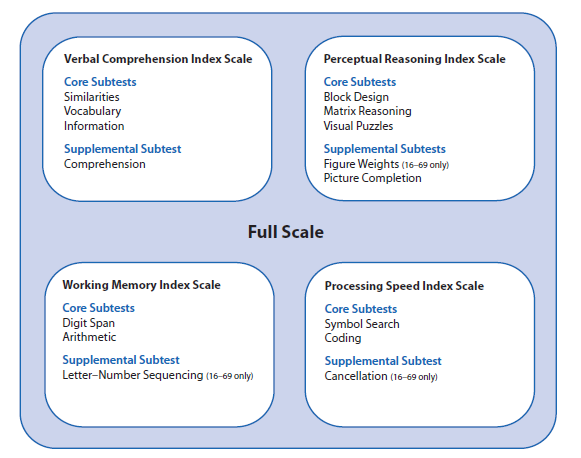 Verbal Comprehension Index Scale
Core Subtests
Similarities
Vocabulary
Information
Supplemental Subtest
Comprehension
Perceptual Reasoning Index Scale
Core Subtests
Block Design
Matrix Reasoning
Visual Puzzles
Supplemental Subtests
Figure Weights (16–69 only)
Picture Completion
Full Scale
Working Memory Index Scale
Core Subtests
Digit Span
Arithmetic
Supplemental Subtest
Letter–Number Sequencing (16–69 only)
Processing Speed Index Scale
Core Subtests
Symbol Search
Coding
Supplemental Subtest
Cancellation (16–69 only)